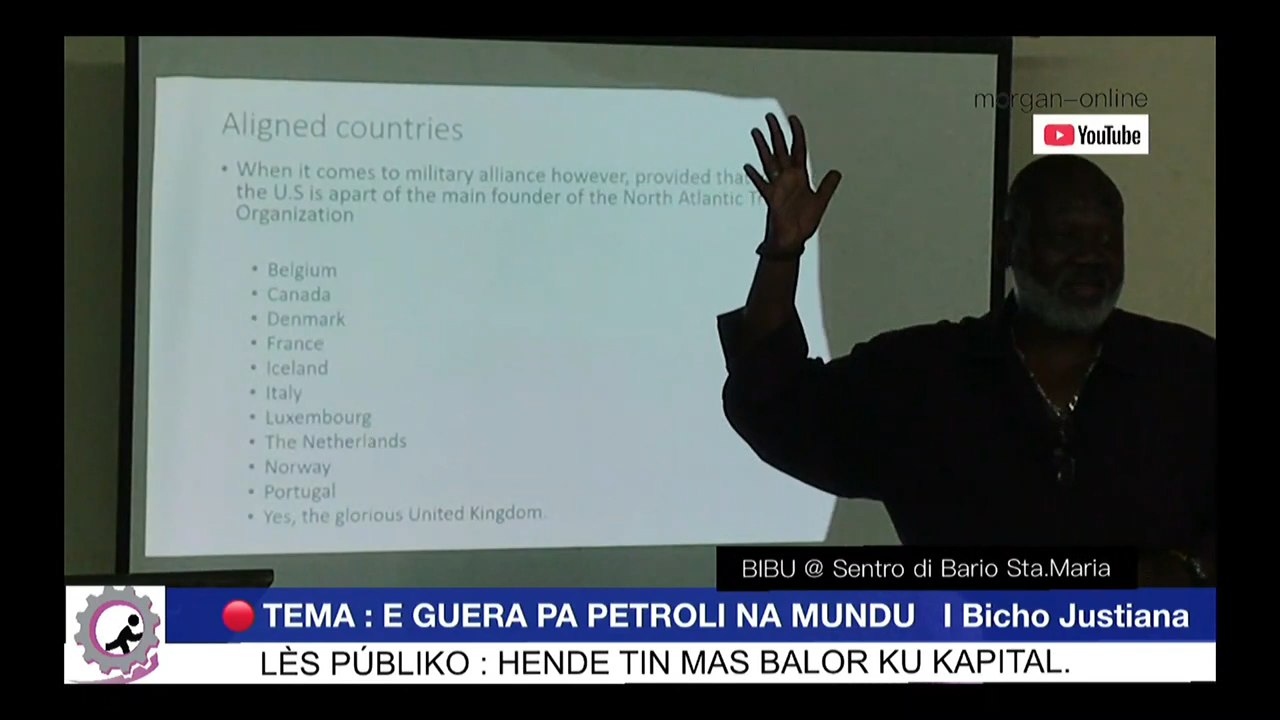 morgan-online
YouTube
Aligned countries
• When it comes to military alliance however, provided that
the U.S is apart of the main founder of the North Atlantic
Organization
• Belgium
• Canada
• Denmark
• France
• Iceland
• Italy
• Luxembourg
• The Netherlands
• Norway
• Portugal
• Yes, the glorious United Kingdom.
BIBU @ Sentro di Bario Sta.Maria
TEMA : E GUERA PA PETROLI NA MUNDU I Bicho Justiana
LÈS PÚBLIKO : HENDE TIN MAS BALOR KU KAPITAL.